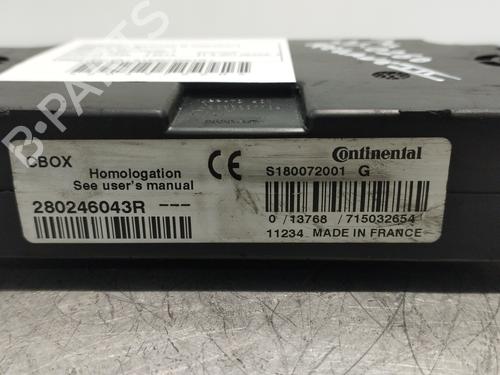 B-PARTS
CBOX
Homologation
See user's manual
280246043R ---
CE
Continental
S180072001 G
0 /13768 /715032654
11234 MADE IN FRANCE